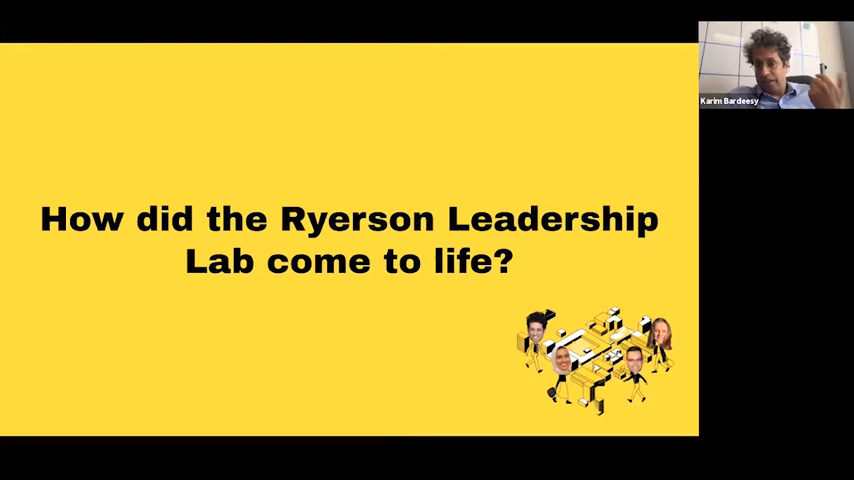 Karim Bardeesy
How did the Ryerson Leadership
Lab come to life?